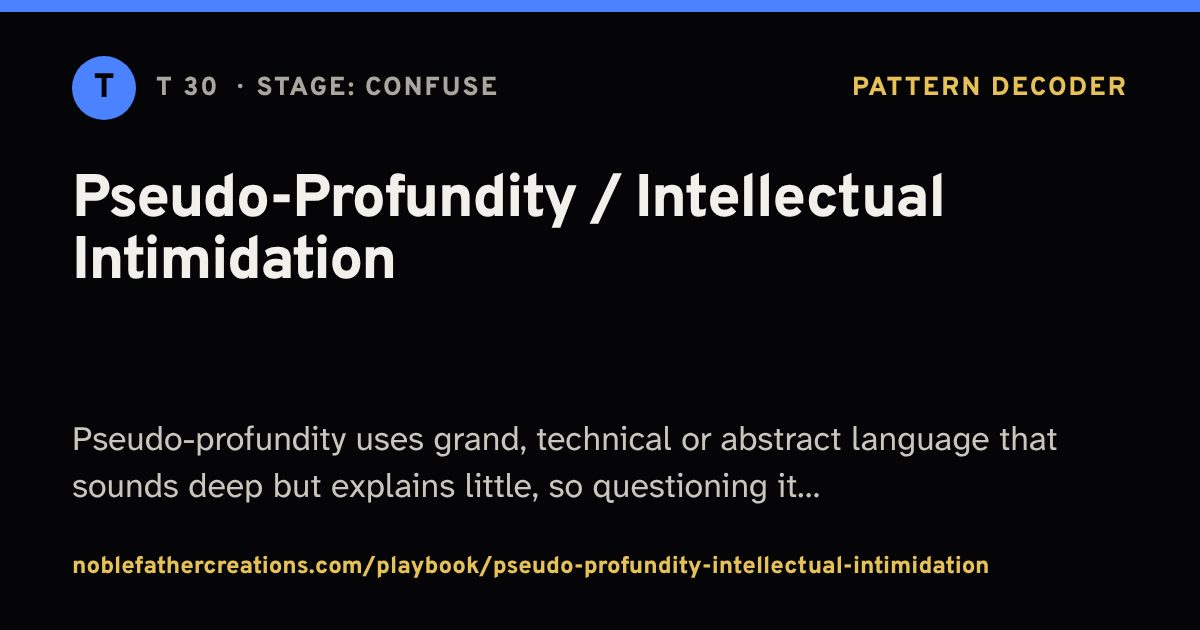 T
T 30 · STAGE: CONFUSE
PATTERN DECODER
Pseudo-Profundity / Intellectual
Intimidation
Pseudo-profundity uses grand, technical or abstract language that
sounds deep but explains little, so questioning it…
noblefathercreations.com/playbook/pseudo-profundity-intellectual-intimidation